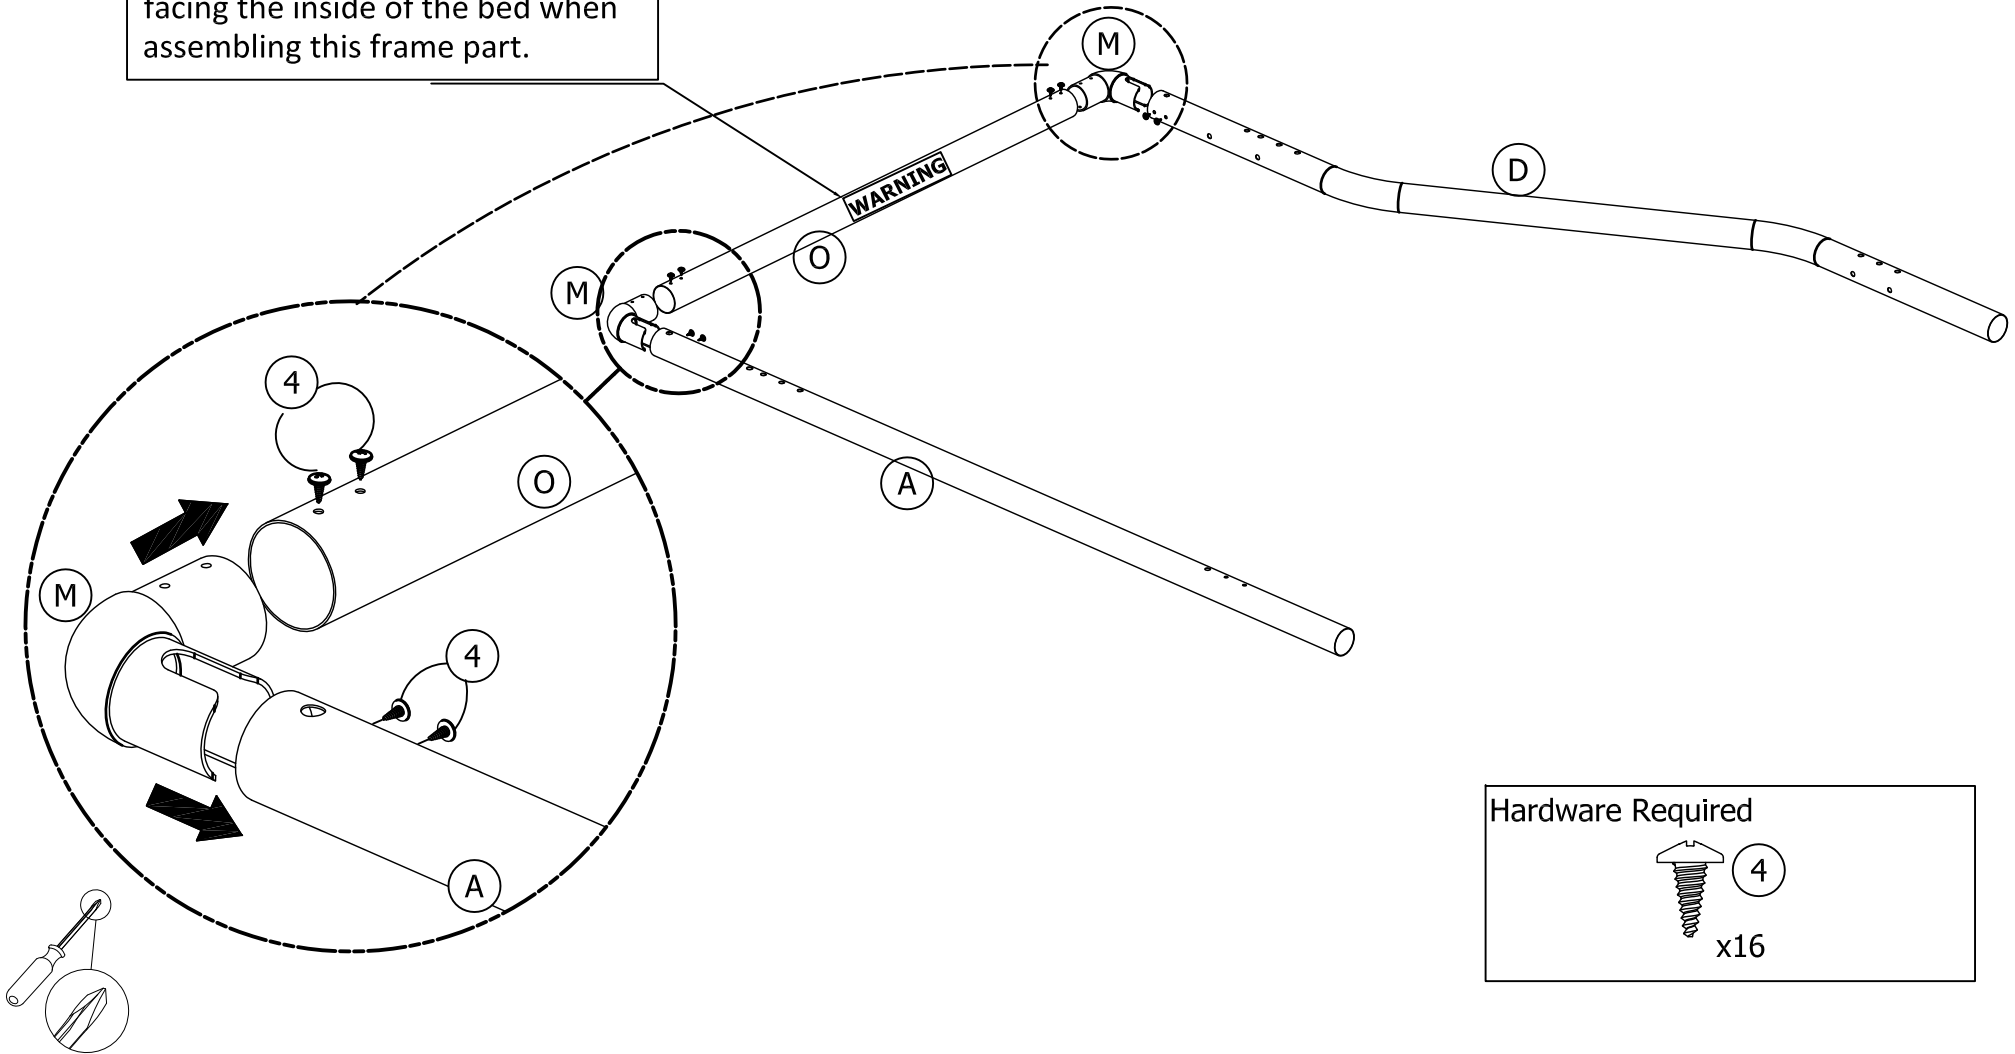 facing the inside of the bed when
assembling this frame part.
M
D
WARNING
O
M
4
O
A
M
4
A
Hardware Required
4
x16